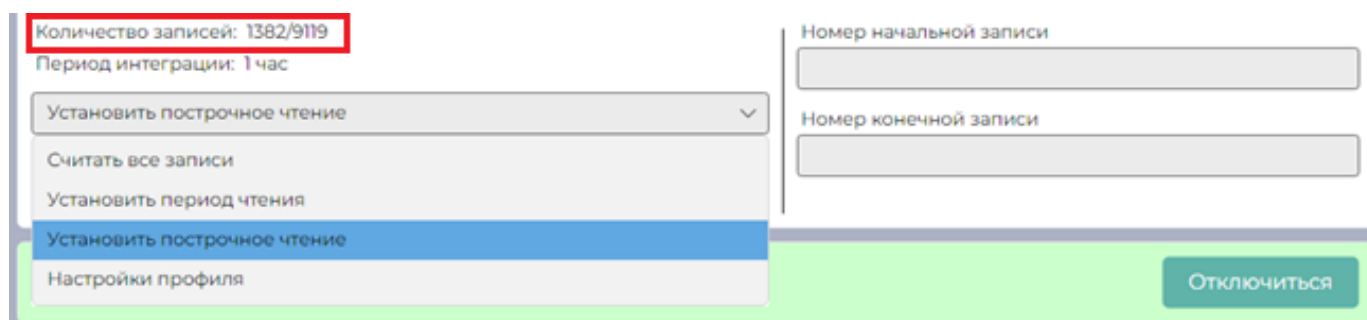 Количество записей: 1382/9119
Период интеграции: 1 час
Установить построчное чтение
Считать все записи
Установить период чтения
Установить построчное чтение
Настройки профиля
Номер начальной записи
Номер конечной записи
Отключиться